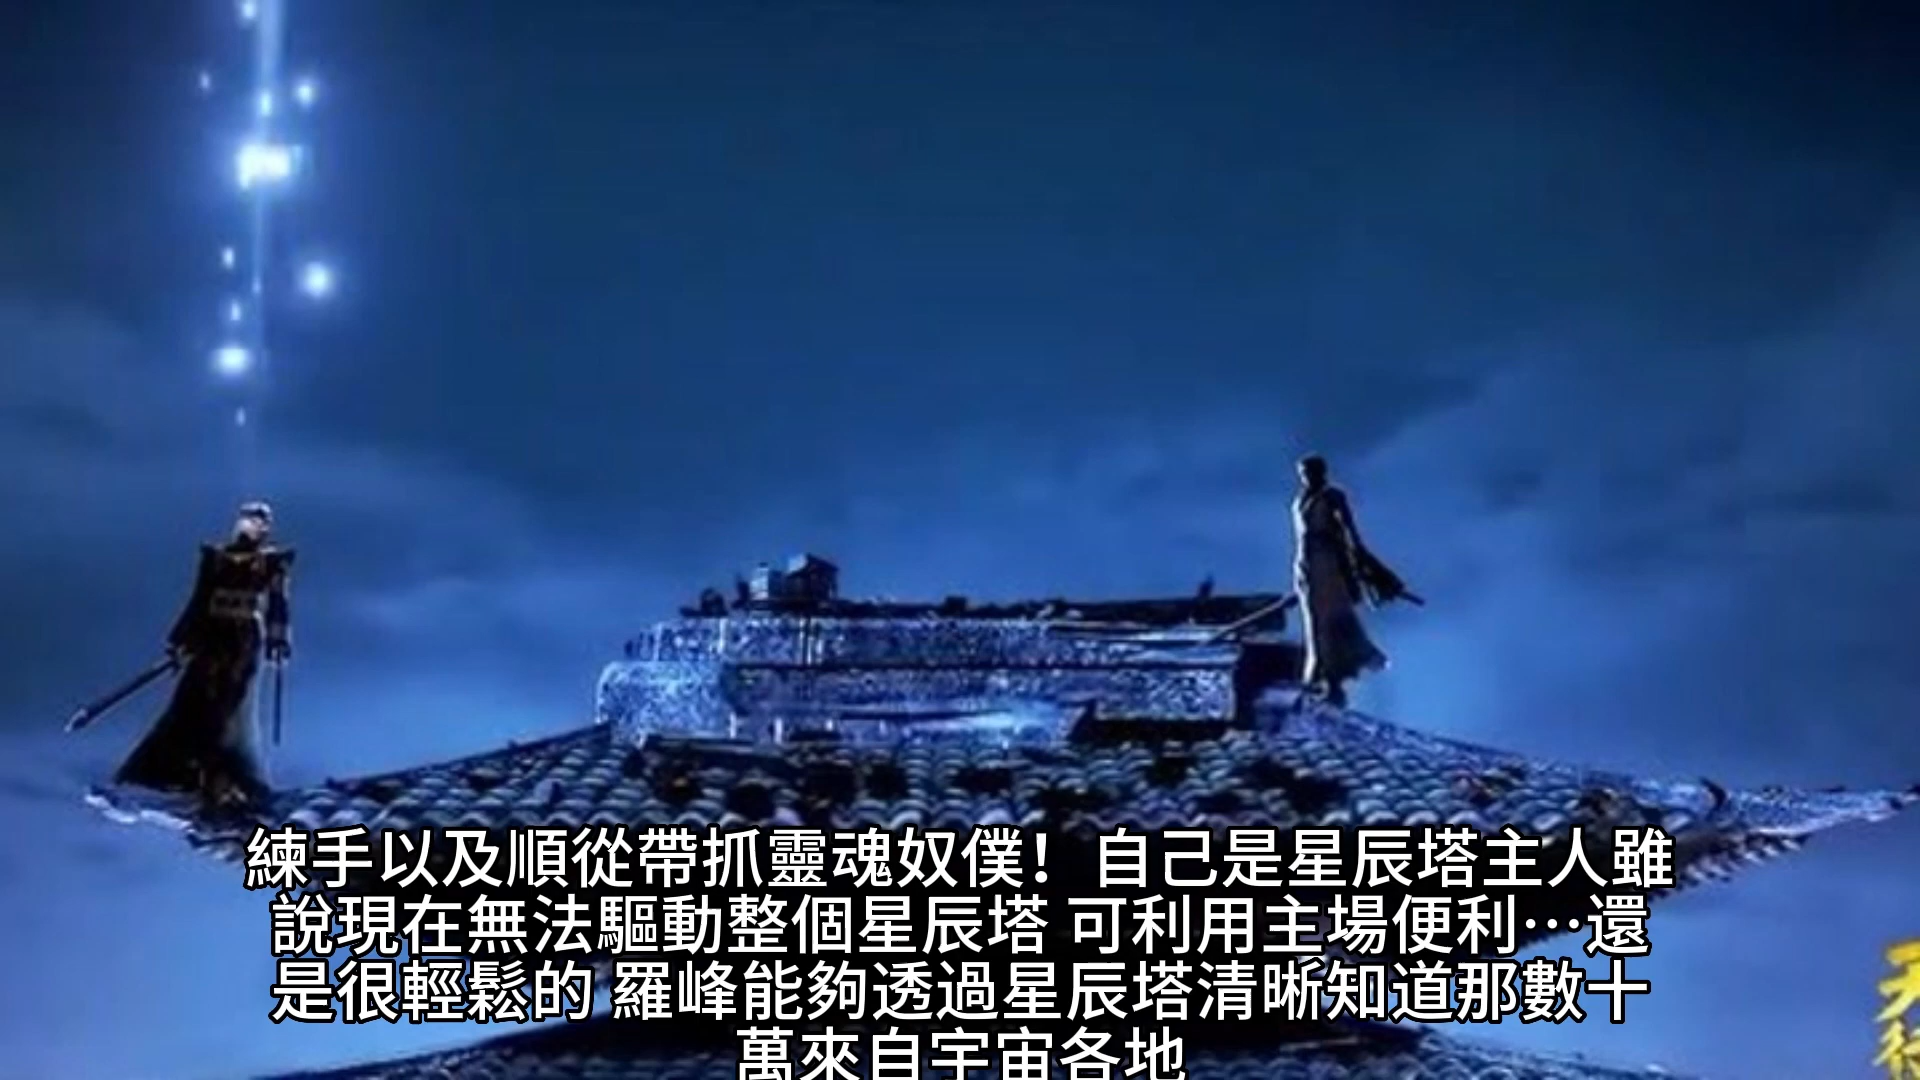 練手以及順從帶抓靈魂奴僕！自己是星辰塔主人雖
說現在無法驅動整個星辰塔 可利用主場便利…還
是很輕鬆的 羅峰能夠透過星辰塔清晰知道那數十
萬來自宇宙各地